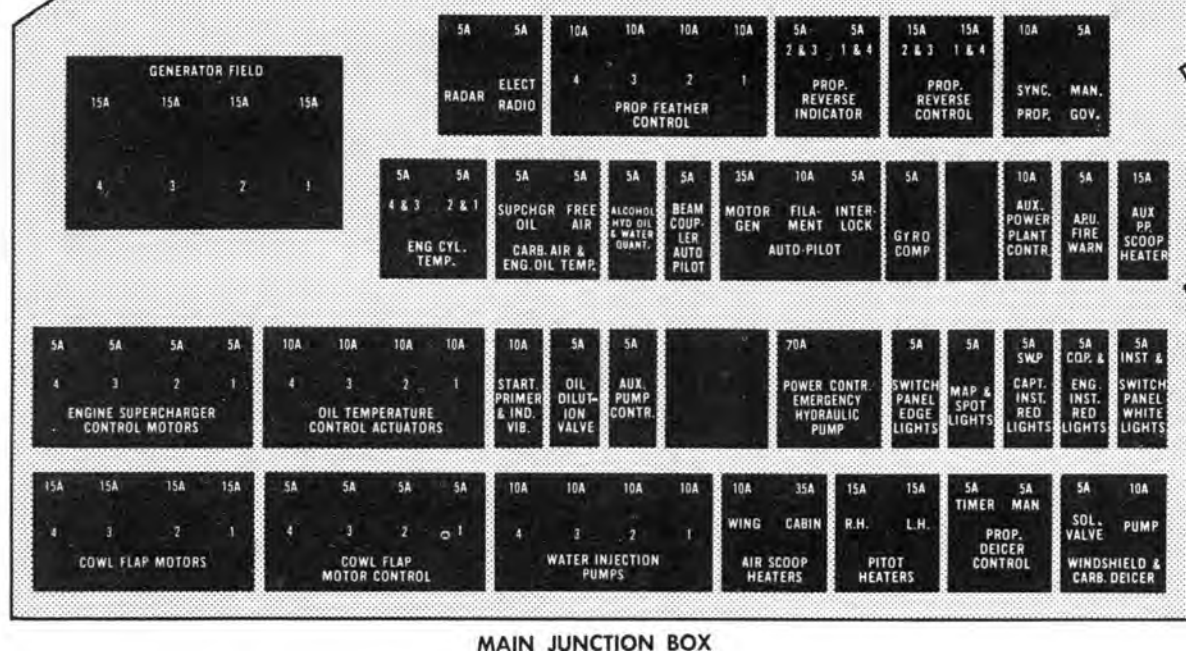 GENERATOR FIELD
15A 15A 15A 15A
4 3 2 1
5A 5A
RADAR ELECT RADIO
10A 10A 10A 10A
4 3 2 1
PROP FEATHER
CONTROL
5A 5A
2 & 3 1 & 4
PROP.
REVERSE
INDICATOR
15A 15A
2 & 3 1 & 4
PROP.
REVERSE
CONTROL
10A 5A
SYNC. MAN.
PROP. GOV.
5A 5A
4 & 3 2 & 1
ENG CYL.
TEMP.
5A 5A
SUPCHGR FREE
OIL AIR
CARB. AIR &
ENG. OIL TEMP.
5A
ALCOHOL
HYD OIL
& WATER
QUANT.
5A
BEAM
COUP-
LER
AUTO
PILOT
35A 10A 5A
MOTOR FILA- INTER-
GEN MENT LOCK
AUTO-PILOT
5A
GYRO
COMP
10A
AUX.
POWER
PLANT
CONTR.
5A
A.P.U.
FIRE
WARN
15A
AUX
P.P.
SCOOP
HEATER
5A 5A 5A 5A
4 3 2 1
ENGINE SUPERCHARGER
CONTROL MOTORS
10A 10A 10A 10A
4 3 2 1
OIL TEMPERATURE
CONTROL ACTUATORS
10A
START.
PRIMER
& IND.
VIB.
5A
OIL
DILUT-
ION
VALVE
5A
AUX.
PUMP
CONTR.
70A
POWER CONTR.
EMERGENCY
HYDRAULIC
PUMP
5A
SWITCH
PANEL
EDGE
LIGHTS
5A
MAP &
SPOT
LIGHTS
5A
SW.P
CAPT.
INST.
RED
LIGHTS
5A
COP. &
ENG.
INST.
RED
LIGHTS
5A
INST &
SWITCH
PANEL
WHITE
LIGHTS
15A 15A 15A 15A
4 3 2 1
COWL FLAP MOTORS
5A 5A 5A 5A
4 3 2 1
COWL FLAP
MOTOR CONTROL
10A 10A 10A 10A
4 3 2 1
WATER INJECTION
PUMPS
10A 35A
WING CABIN
AIR SCOOP
HEATERS
15A 15A
R.H. L.H.
PITOT
HEATERS
5A 5A
TIMER MAN
PROP.
DEICER
CONTROL
5A 10A
SOL. VALVE PUMP
WINDSHIELD &
CARB. DEICER
MAIN JUNCTION BOX